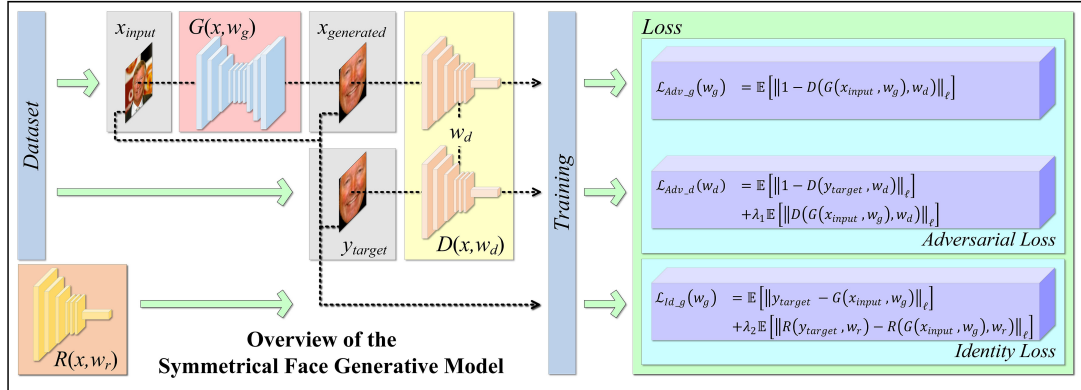 Dataset
x_input
G(x,w_g)
x_generated
w_d
y_target
D(x,w_d)
R(x,w_r)
Overview of the
Symmetrical Face Generative Model
Training
Loss
ℒ_Adv_g(w_g) = 𝔼[‖1 − D(G(x_input, w_g), w_d)‖_ℓ]
ℒ_Adv_d(w_d) = 𝔼[‖1 − D(y_target, w_d)‖_ℓ]
+λ_1𝔼[‖D(G(x_input, w_g), w_d)‖_ℓ]
Adversarial Loss
ℒ_Id_g(w_g) = 𝔼[‖y_target − G(x_input, w_g)‖_ℓ]
+λ_2𝔼[‖R(y_target, w_r) − R(G(x_input, w_g), w_r)‖_ℓ]
Identity Loss